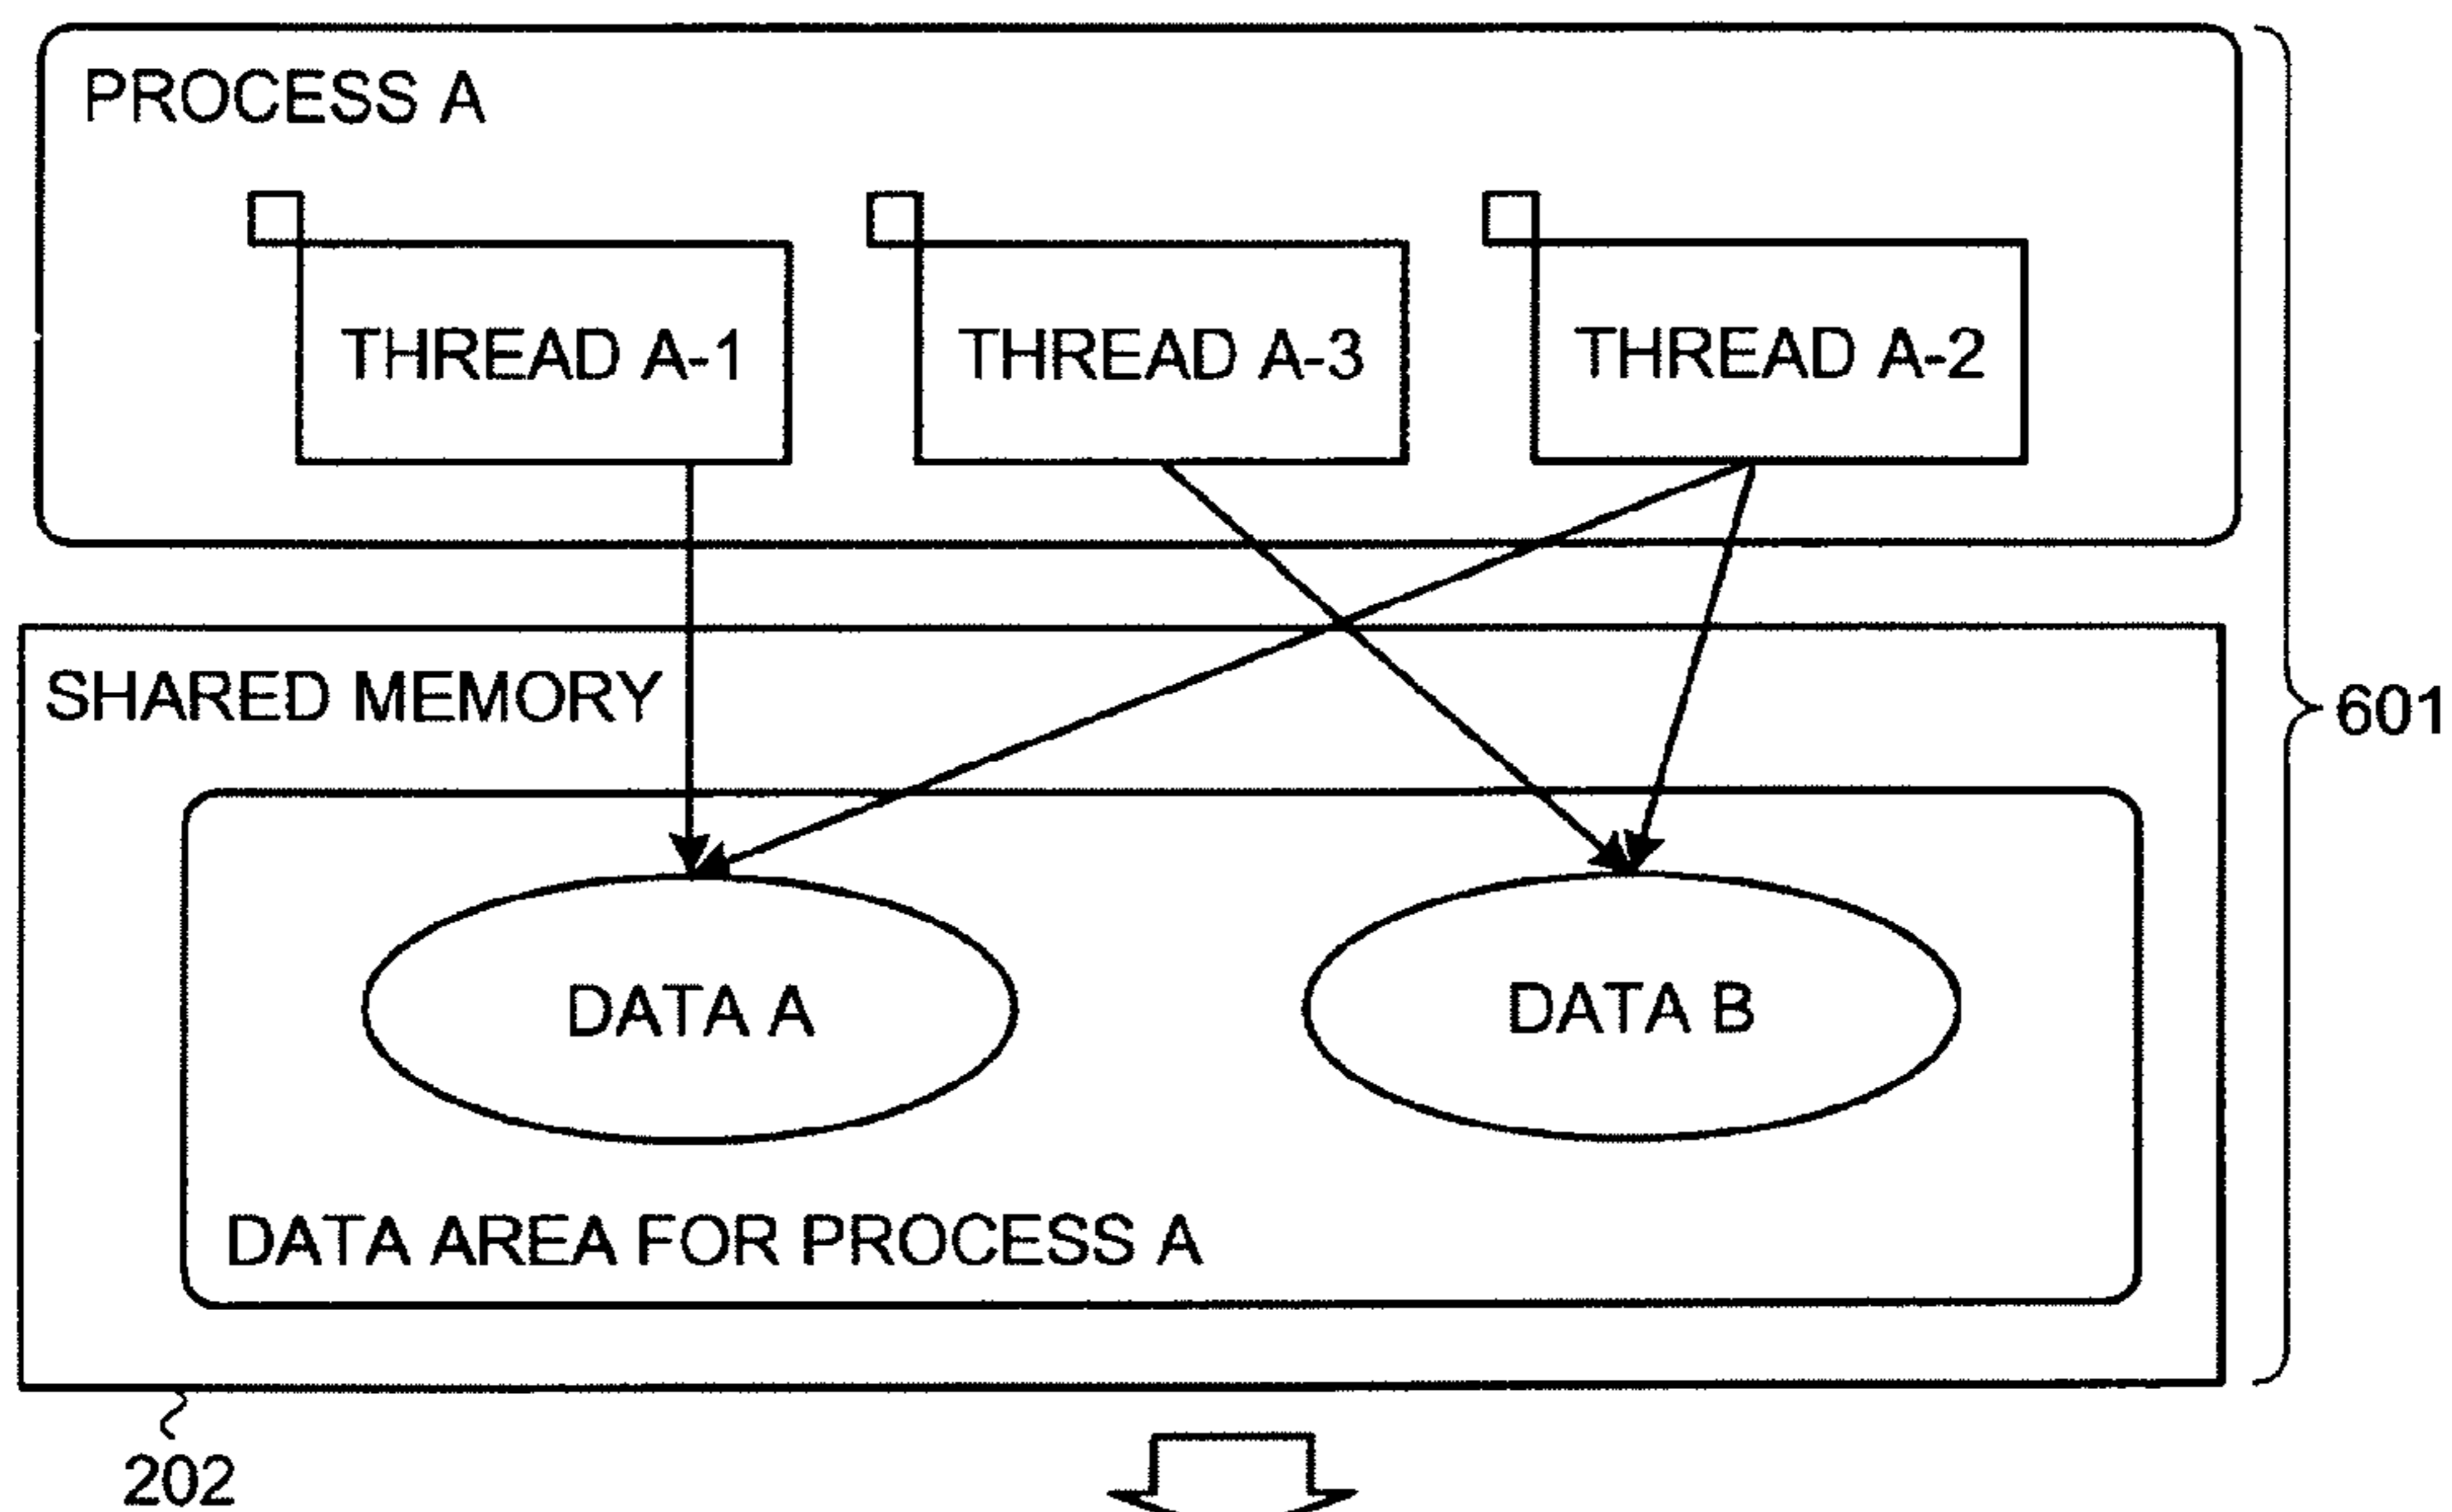 PROCESS A
THREAD A-1
THREAD A-3
THREAD A-2
SHARED MEMORY
601
DATA A
DATA B
DATA AREA FOR PROCESS A
202